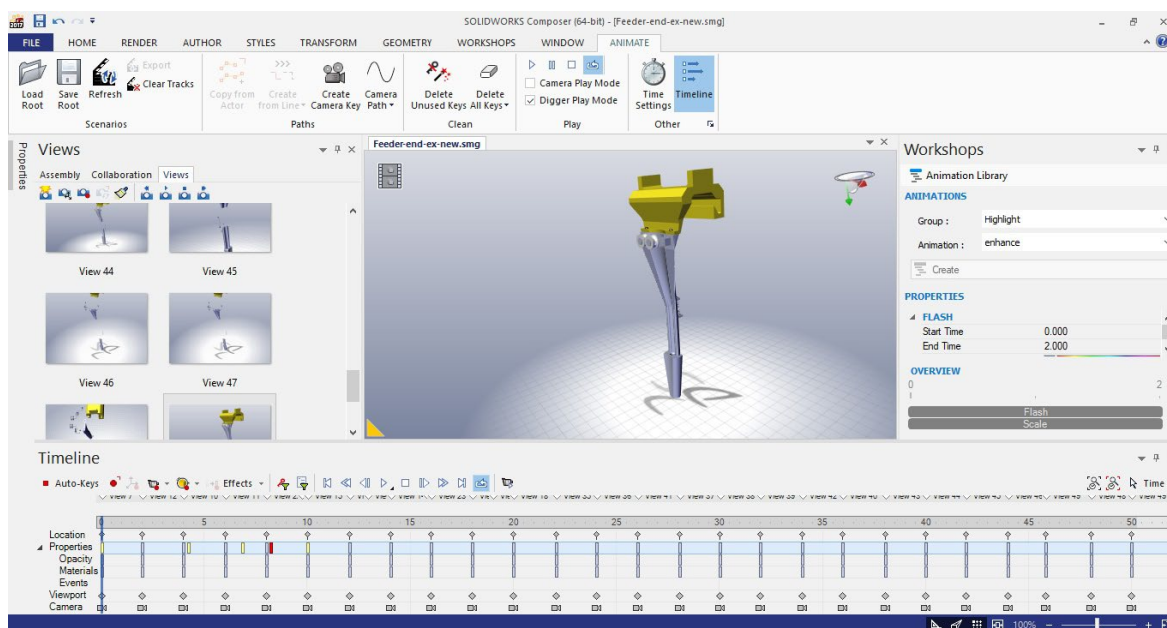 SOLIDWORKS Composer (64-bit) - [Feeder-end-ex-new.smg]
FILE HOME RENDER AUTHOR STYLES TRANSFORM GEOMETRY WORKSHOPS WINDOW ANIMATE
Load Root
Save Root
Refresh
Export
Clear Tracks
Scenarios
Copy from Actor
Create from Line
Create Camera Key
Camera Path
Paths
Delete Unused Keys
Delete All Keys
Clean
Camera Play Mode
Digger Play Mode
Play
Time Settings
Timeline
Other
Properties
Views
Assembly Collaboration Views
View 44 View 45
View 46 View 47
Feeder-end-ex-new.smg
Workshops
Animation Library
ANIMATIONS
Group : Highlight
Animation : enhance
Create
PROPERTIES
FLASH
Start Time 0.000
End Time 2.000
OVERVIEW
0 2
Flash
Scale
Timeline
Auto-Keys Effects Time
5 10 15 20 25 30 35 40 45 50
Location
Properties
Opacity
Materials
Events
Viewport
Camera
100%